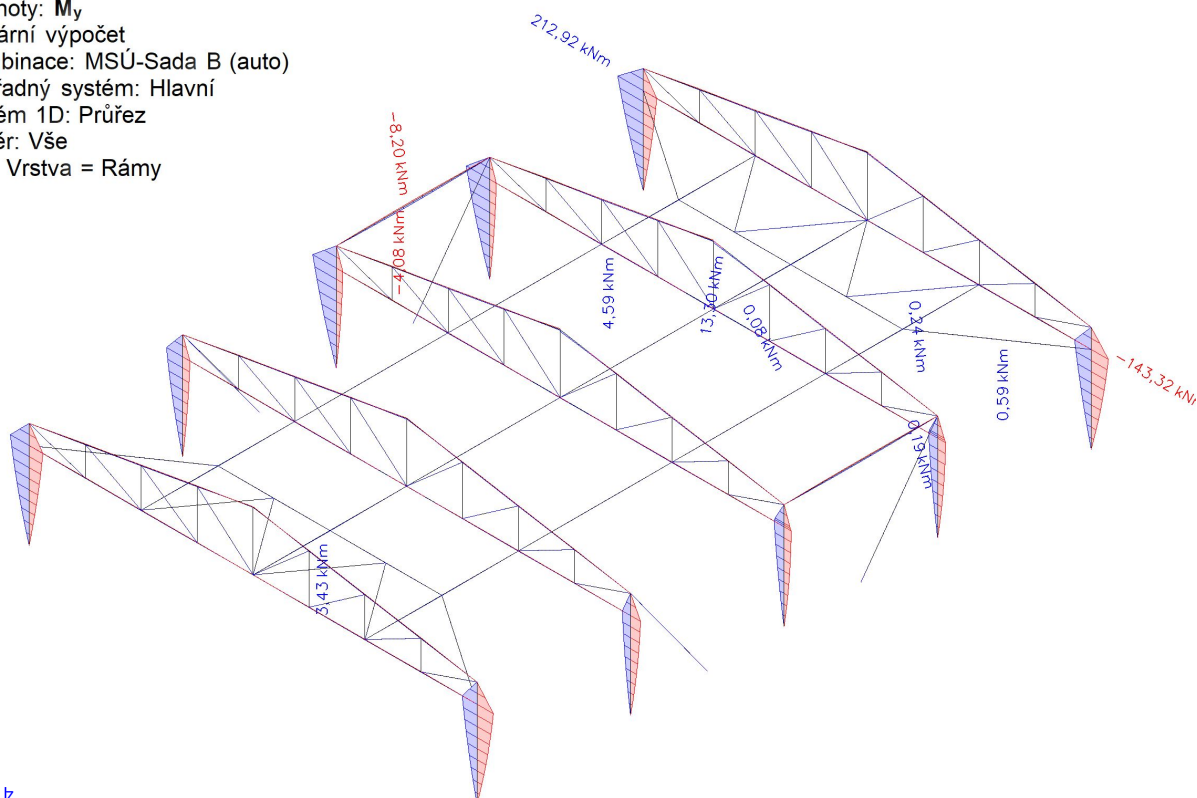 noty: My
ární výpočet
binace: MSÚ-Sada B (auto)
řadný systém: Hlavní
ém 1D: Průřez
ěr: Vše
Vrstva = Rámy
212,92 kNm
-8,20 kNm
-4,08 kNm
4,59 kNm
13,30 kNm
0,08 kNm
0,24 kNm
0,59 kNm
-143,32 kN
0,19 kNm
3,43 kNm